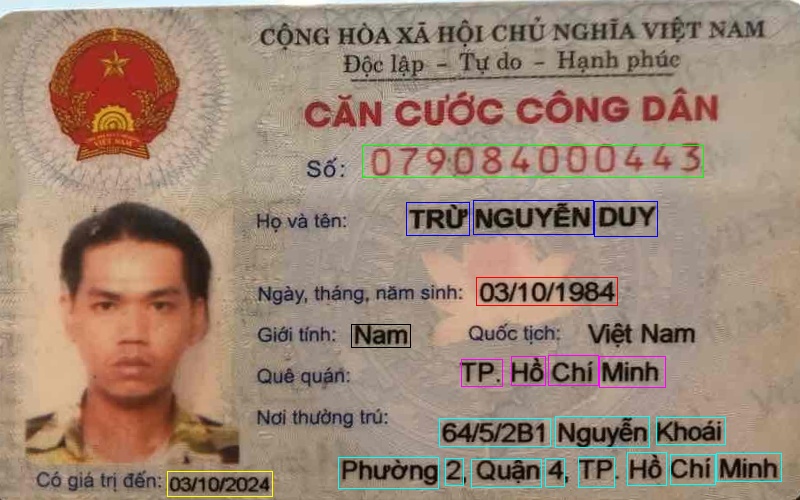 CỘNG HÒA XÃ HỘI CHỦ NGHĨA VIỆT NAM
Độc lập – Tự do – Hạnh phúc
CĂN CƯỚC CÔNG DÂN
VIỆT NAM
Số: 079084000443
Họ và tên: TRỪ NGUYỄN DUY
Ngày, tháng, năm sinh: 03/10/1984
Giới tính: Nam Quốc tịch: Việt Nam
Quê quán: TP. Hồ Chí Minh
Nơi thường trú: 64/5/2B1 Nguyễn Khoái
Phường 2, Quận 4, TP. Hồ Chí Minh
Có giá trị đến: 03/10/2024